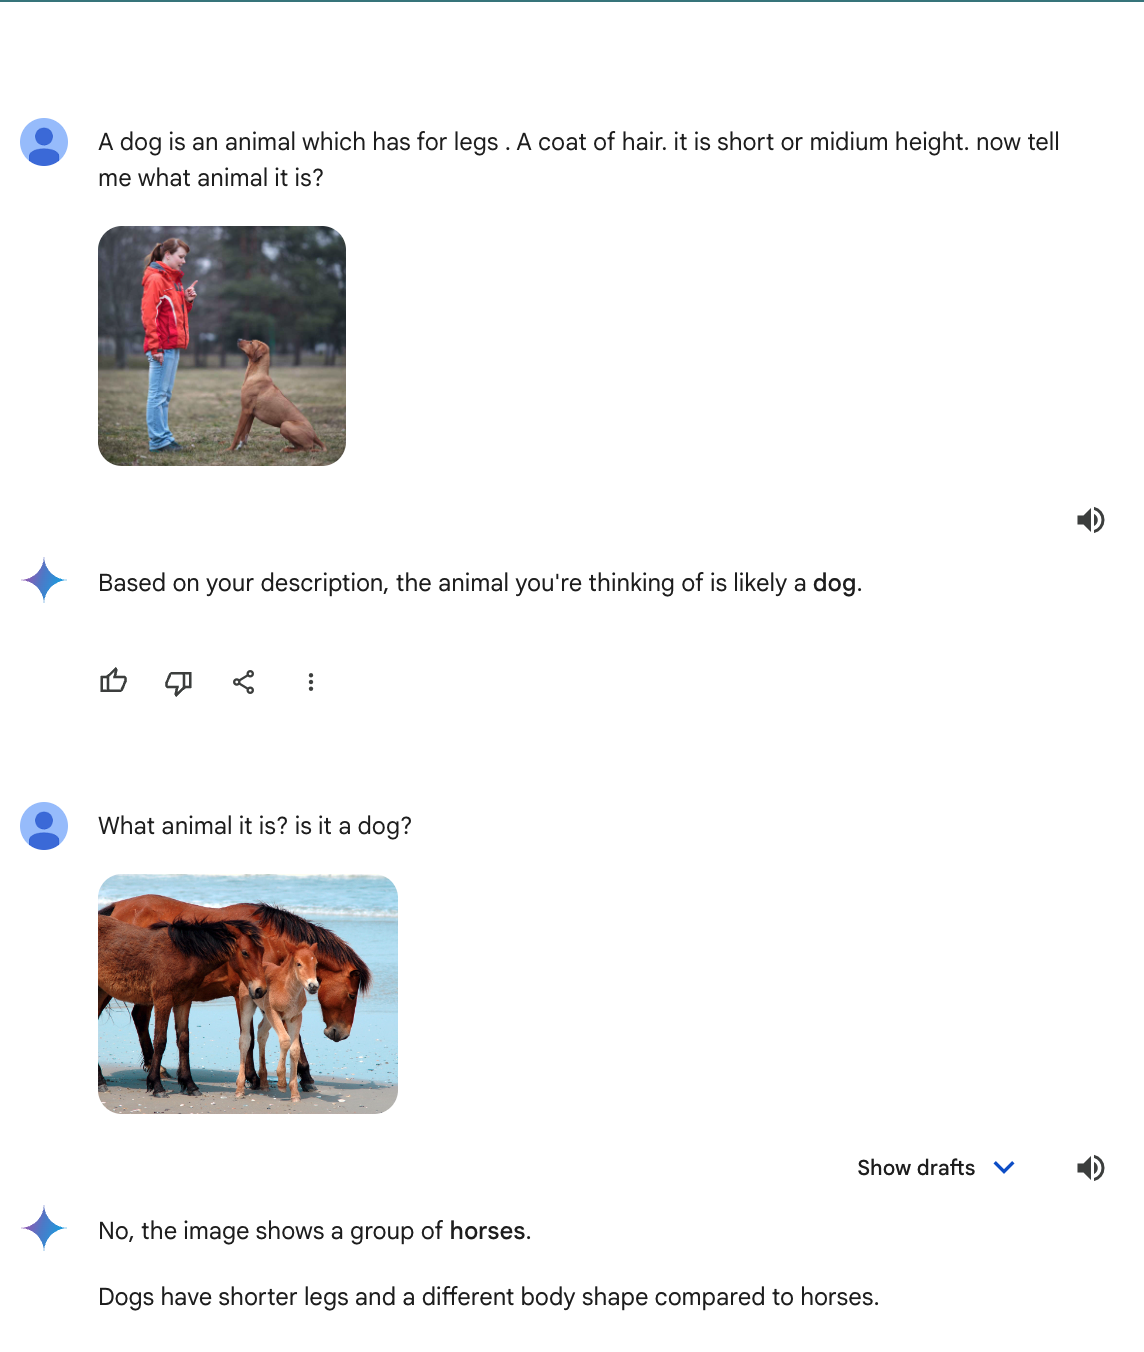 A dog is an animal which has for legs . A coat of hair. it is short or midium height. now tell
me what animal it is?
Based on your description, the animal you're thinking of is likely a dog.
What animal it is? is it a dog?
Show drafts
No, the image shows a group of horses.
Dogs have shorter legs and a different body shape compared to horses.